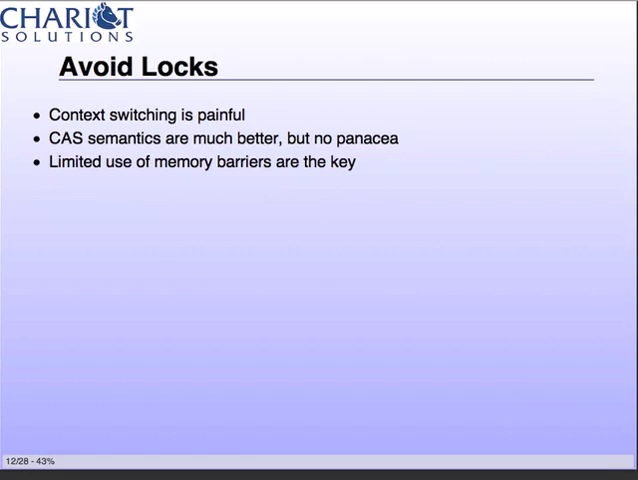 CHARIOT
SOLUTIONS
Avoid Locks
• Context switching is painful
• CAS semantics are much better, but no panacea
• Limited use of memory barriers are the key
12/28 - 43%